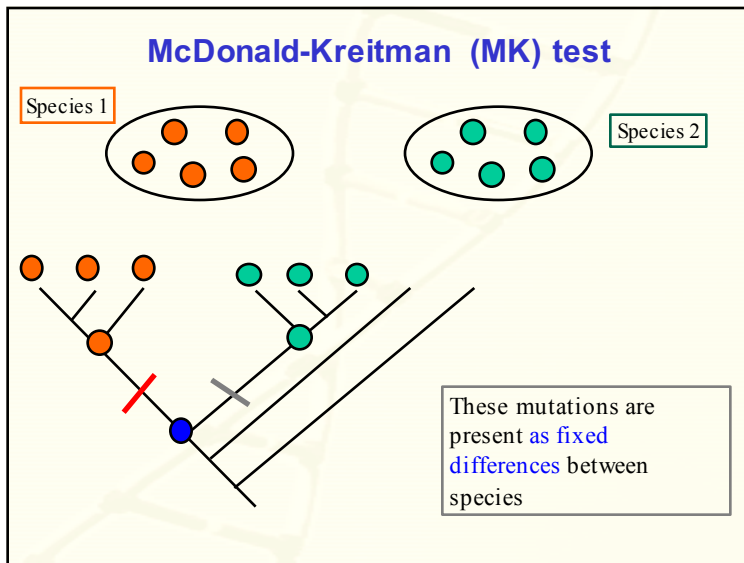 McDonald-Kreitman (MK) test
Species 1
Species 2
These mutations are
present as fixed
differences between
species